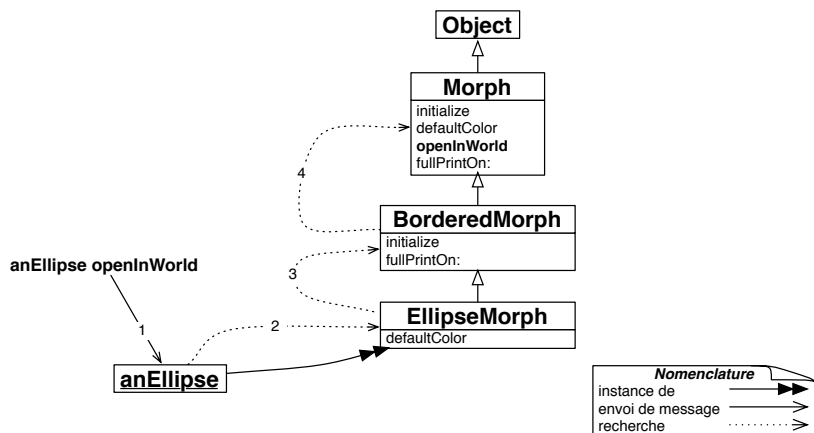 Object
Morph
initialize
defaultColor
openInWorld
fullPrintOn:
4
BorderedMorph
initialize
fullPrintOn:
anEllipse openInWorld
3
EllipseMorph
defaultColor
1
2
anEllipse
Nomenclature
instance de
envoi de message
recherche